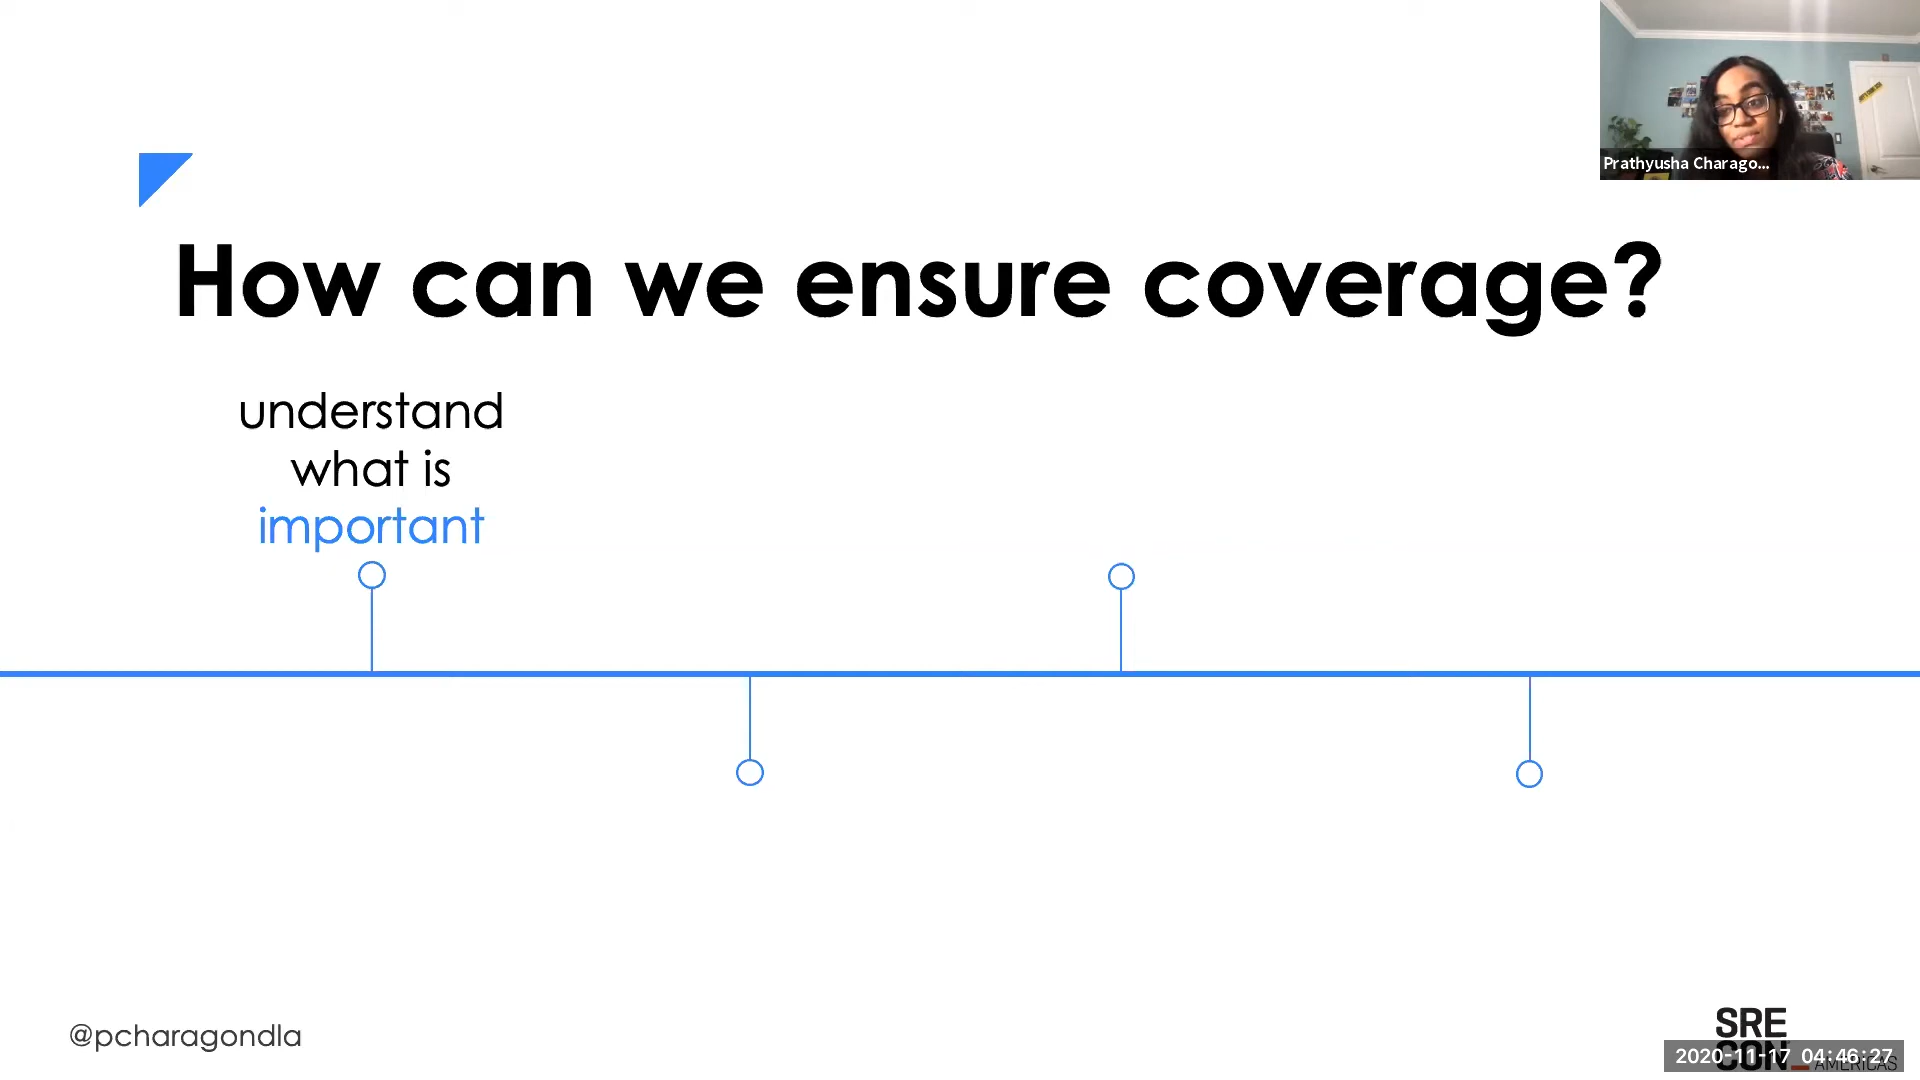 Prathyusha Charago...
How can we ensure coverage?
understand
what is
important
@pcharagondla
SRE
CON_AMERICAS
2020-11-17 04:46:27